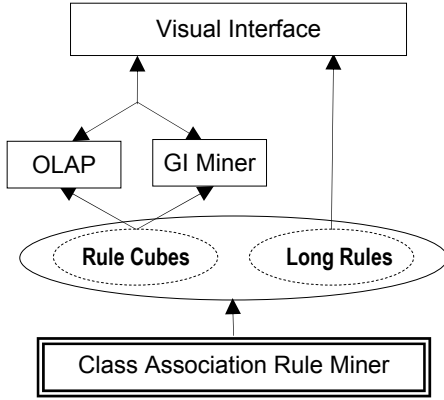 Visual Interface
OLAP
GI Miner
Rule Cubes
Long Rules
Class Association Rule Miner